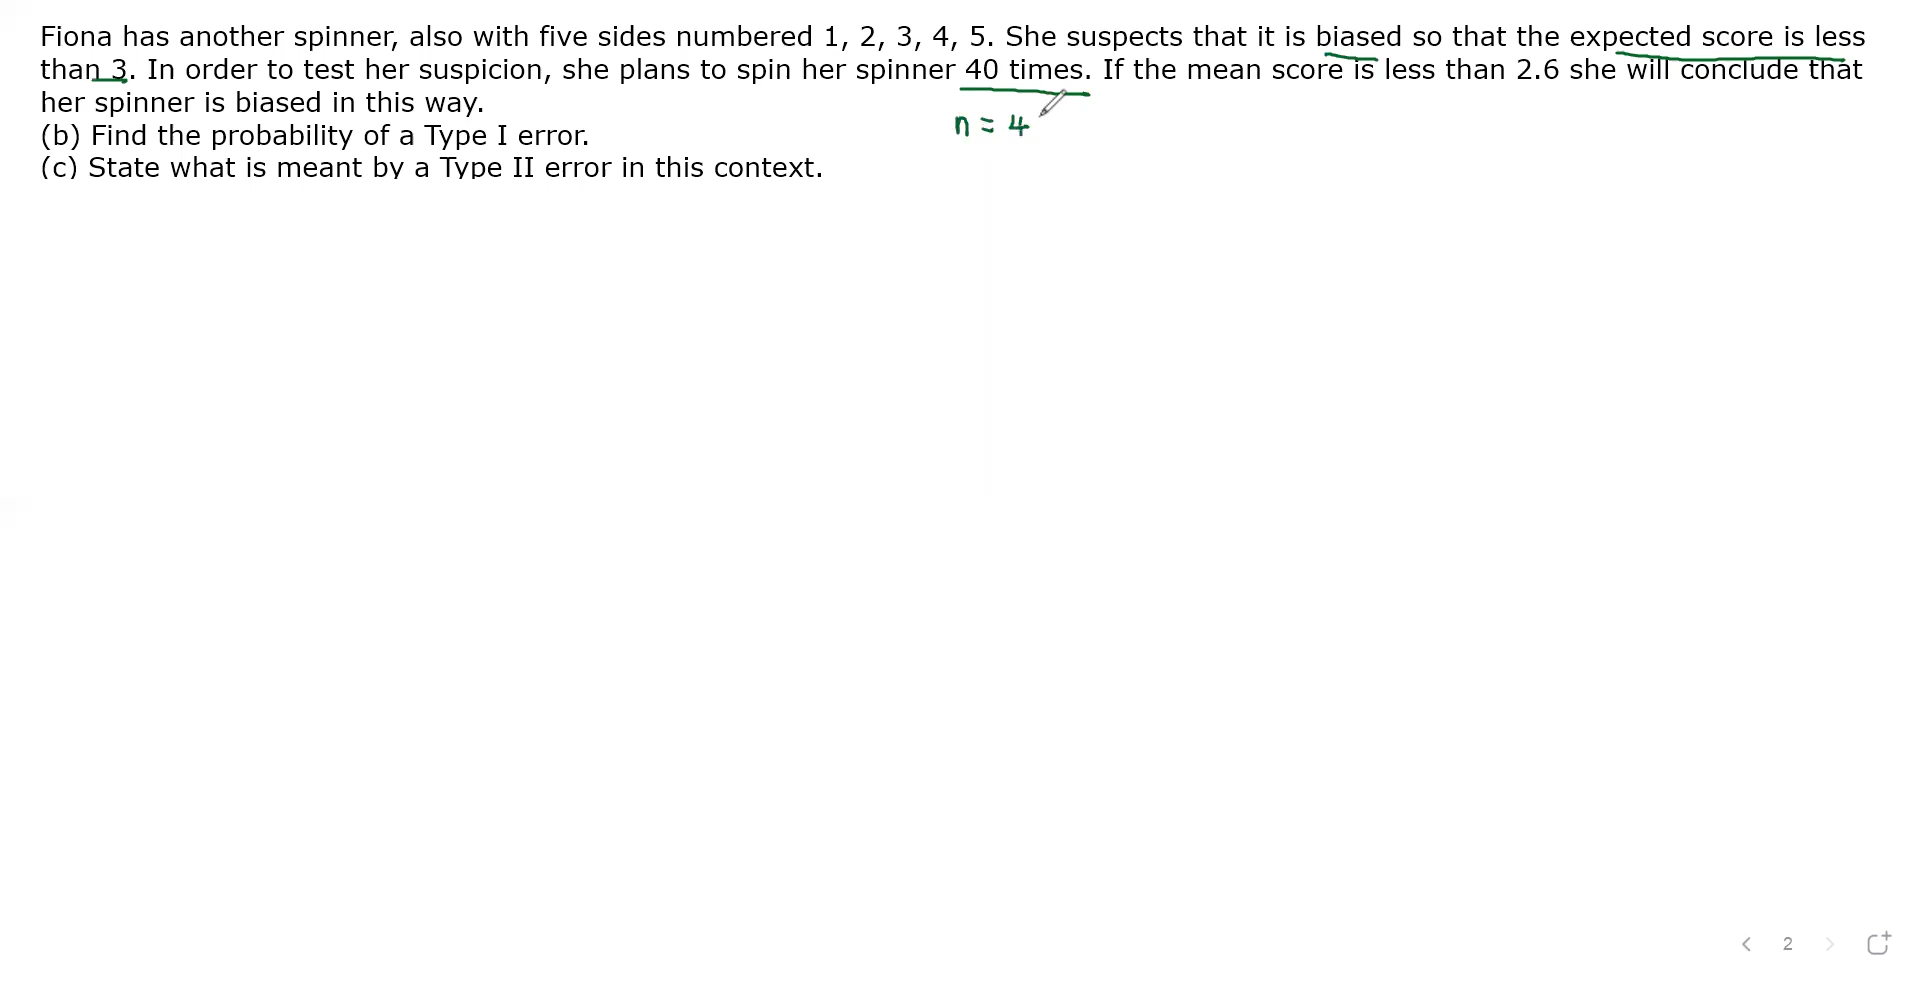 Fiona has another spinner, also with five sides numbered 1, 2, 3, 4, 5. She suspects that it is biased so that the expected score is less
than 3. In order to test her suspicion, she plans to spin her spinner 40 times. If the mean score is less than 2.6 she will conclude that
her spinner is biased in this way.
n = 4
(b) Find the probability of a Type I error.
(c) State what is meant by a Type II error in this context.
2